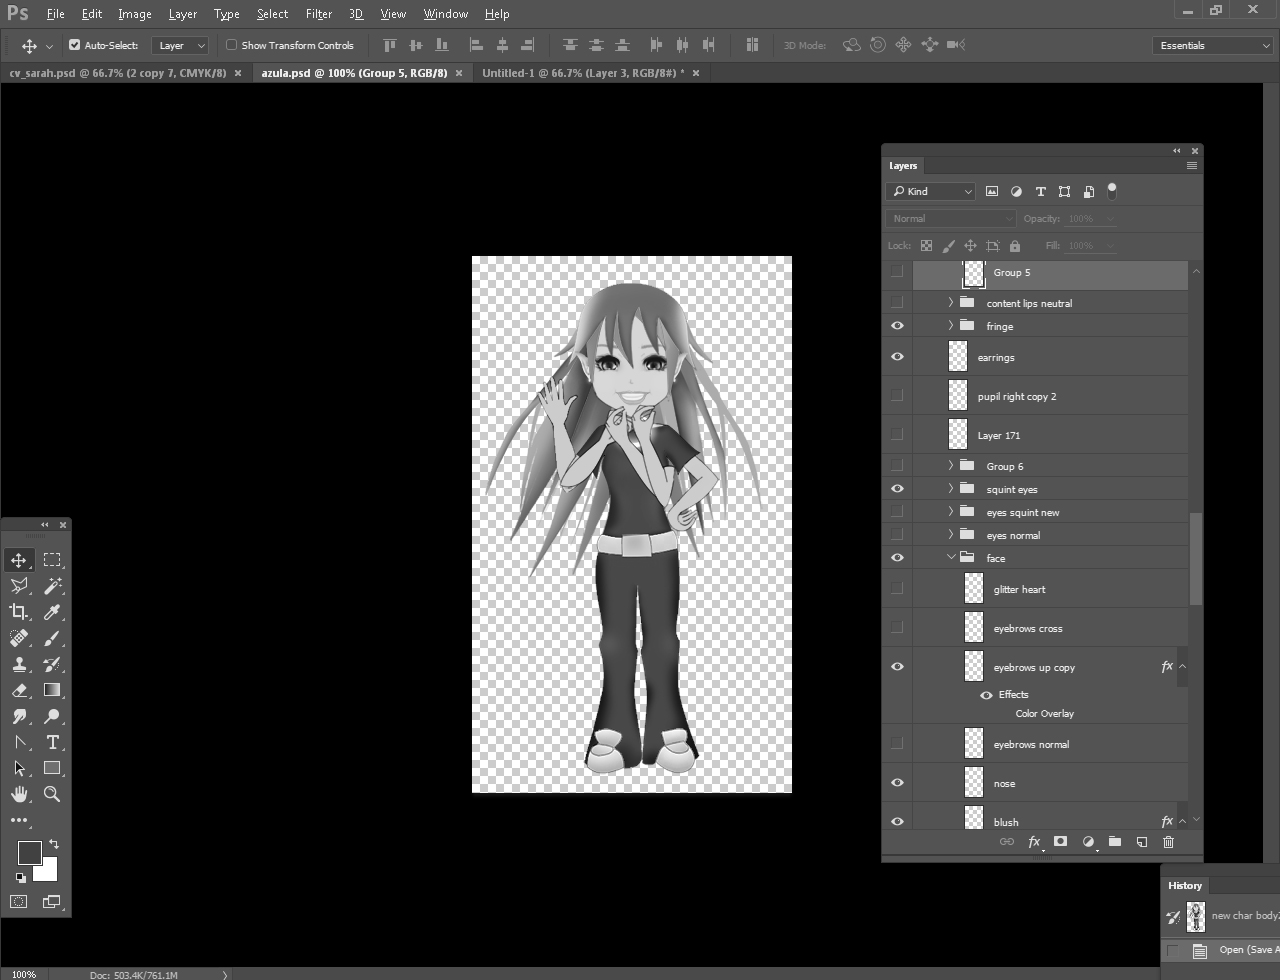 Ps File Edit Image Layer Type Select Filter 3D View Window Help
Auto-Select: Layer Show Transform Controls 3D Mode: Essentials
cv_sarah.psd @ 66.7% (2 copy 7, CMYK/8) × azula.psd @ 100% (Group 5, RGB/8) × Untitled-1 @ 66.7% (Layer 3, RGB/8#) * ×
Layers
Kind
Normal Opacity: 100%
Lock: Fill: 100%
Group 5
content lips neutral
fringe
earrings
pupil right copy 2
Layer 171
Group 6
squint eyes
eyes squint new
eyes normal
face
glitter heart
eyebrows cross
eyebrows up copy fx
Effects
Color Overlay
eyebrows normal
nose
blush fx
fx
History
new char body2
Open (Save A
100% Doc: 503.4K/761.1M